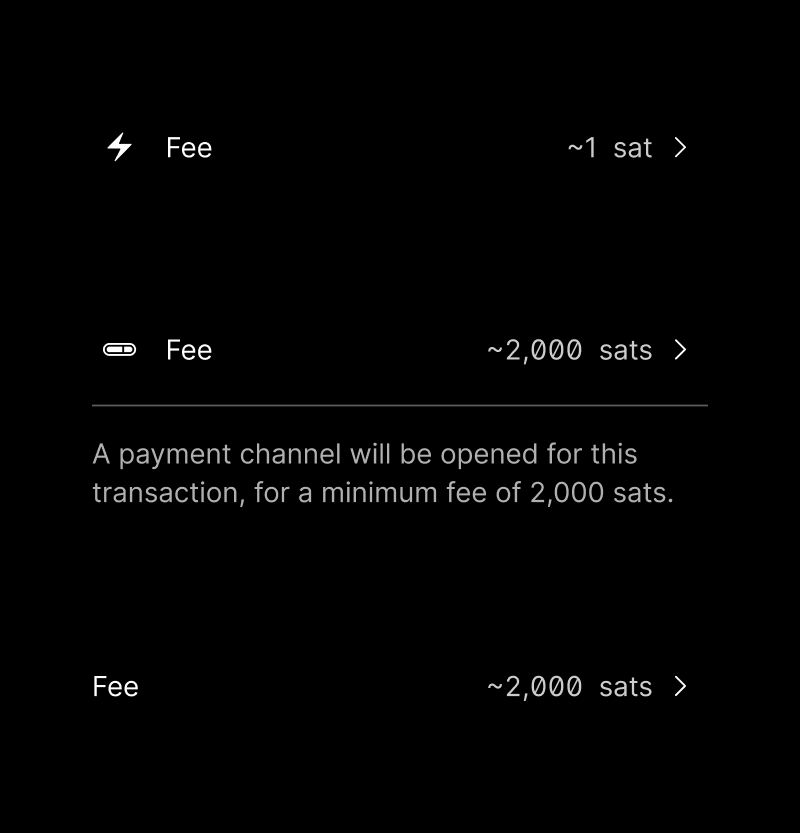 Fee ~1 sat
Fee ~2,000 sats
A payment channel will be opened for this
transaction, for a minimum fee of 2,000 sats.
Fee ~2,000 sats